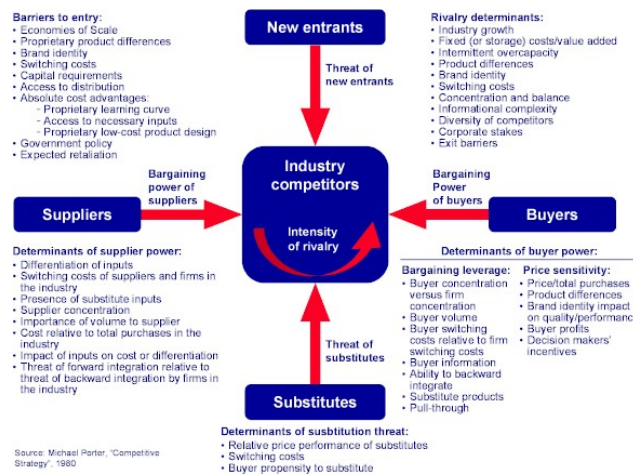 Barriers to entry:
• Economies of Scale
• Proprietary product differences
• Brand identity
• Switching costs
• Capital requirements
• Access to distribution
• Absolute cost advantages:
- Proprietary learning curve
- Access to necessary inputs
- Proprietary low-cost product design
• Government policy
• Expected retaliation
New entrants
Threat of
new entrants
Rivalry determinants:
• Industry growth
• Fixed (or storage) costs/value added
• Intermittent overcapacity
• Product differences
• Brand identity
• Switching costs
• Concentration and balance
• Informational complexity
• Diversity of competitors
• Corporate stakes
• Exit barriers
Suppliers
Bargaining
power of
suppliers
Industry
competitors
Intensity
of rivalry
Bargaining
Power
of buyers
Buyers
Determinants of supplier power:
• Differentiation of inputs
• Switching costs of suppliers and firms in
the industry
• Presence of substitute inputs
• Supplier concentration
• Importance of volume to supplier
• Cost relative to total purchases in the
industry
• Impact of inputs on cost or differentiation
• Threat of forward integration relative to
threat of backward integration by firms in
the industry
Determinants of buyer power:
Bargaining leverage:
• Buyer concentration
versus firm
concentration
• Buyer volume
• Buyer switching
costs relative to firm
switching costs
• Buyer information
• Ability to backward
integrate
• Substitute products
• Pull-through
Price sensitivity:
• Price/total purchases
• Product differences
• Brand identity impact
on quality/performance
• Buyer profits
• Decision makers'
incentives
Threat of
substitutes
Substitutes
Determinants of susbtitution threat:
• Relative price performance of substitutes
• Switching costs
• Buyer propensity to substitute
Source: Michael Porter, "Competitive
Strategy", 1980